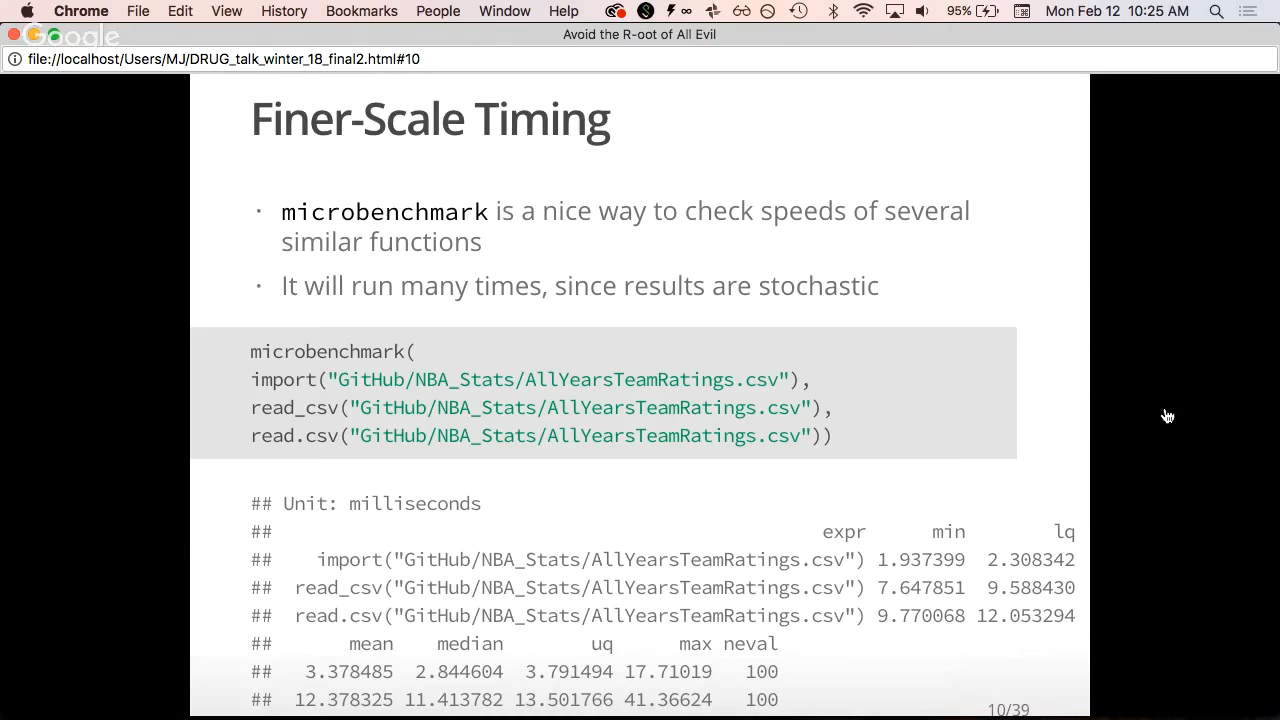 Chrome File Edit View History Bookmarks People Window Help 95% Mon Feb 12 10:25 AM
Google
Avoid the R-oot of All Evil
file://localhost/Users/MJ/DRUG_talk_winter_18_final2.html#10
Finer-Scale Timing
· microbenchmark is a nice way to check speeds of several
similar functions
· It will run many times, since results are stochastic
microbenchmark(
import("GitHub/NBA_Stats/AllYearsTeamRatings.csv"),
read_csv("GitHub/NBA_Stats/AllYearsTeamRatings.csv"),
read.csv("GitHub/NBA_Stats/AllYearsTeamRatings.csv"))
## Unit: milliseconds
## expr min lq
## import("GitHub/NBA_Stats/AllYearsTeamRatings.csv") 1.937399 2.308342
## read_csv("GitHub/NBA_Stats/AllYearsTeamRatings.csv") 7.647851 9.588430
## read.csv("GitHub/NBA_Stats/AllYearsTeamRatings.csv") 9.770068 12.053294
## mean median uq max neval
## 3.378485 2.844604 3.791494 17.71019 100
## 12.378325 11.413782 13.501766 41.36624 100
10/39